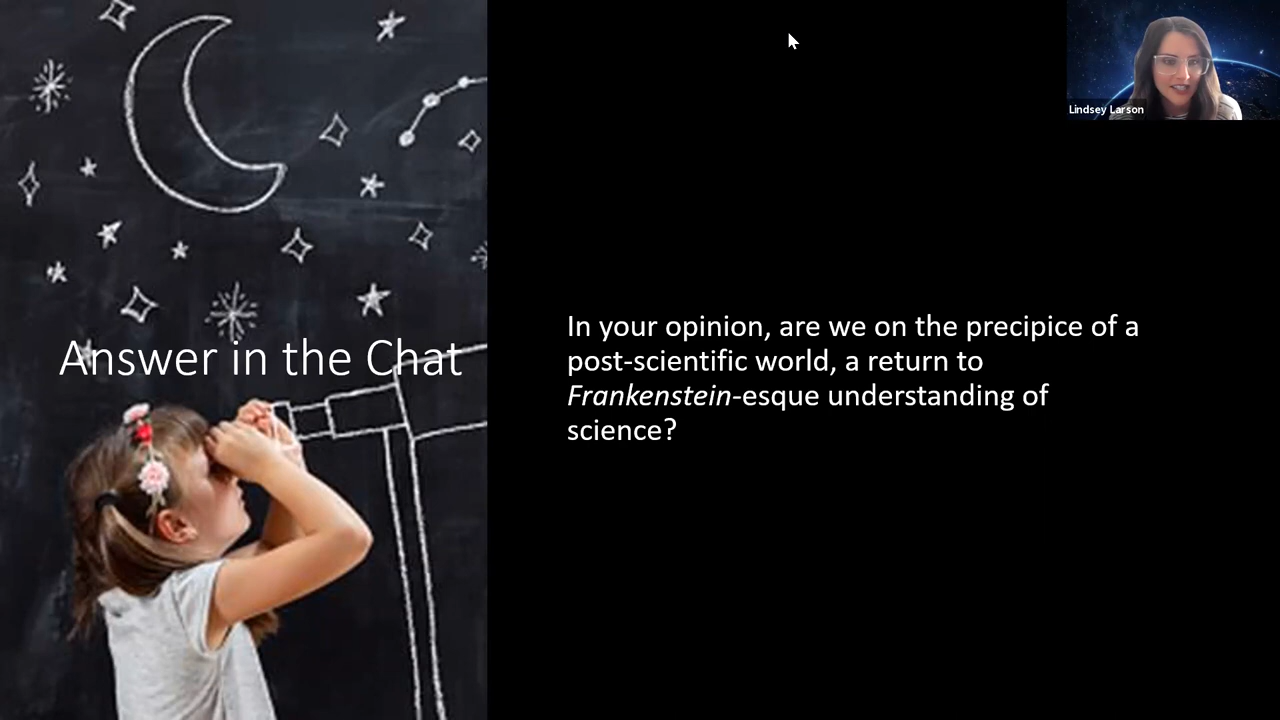 Lindsey Larson
Answer in the Chat
In your opinion, are we on the precipice of a
post-scientific world, a return to
Frankenstein-esque understanding of
science?